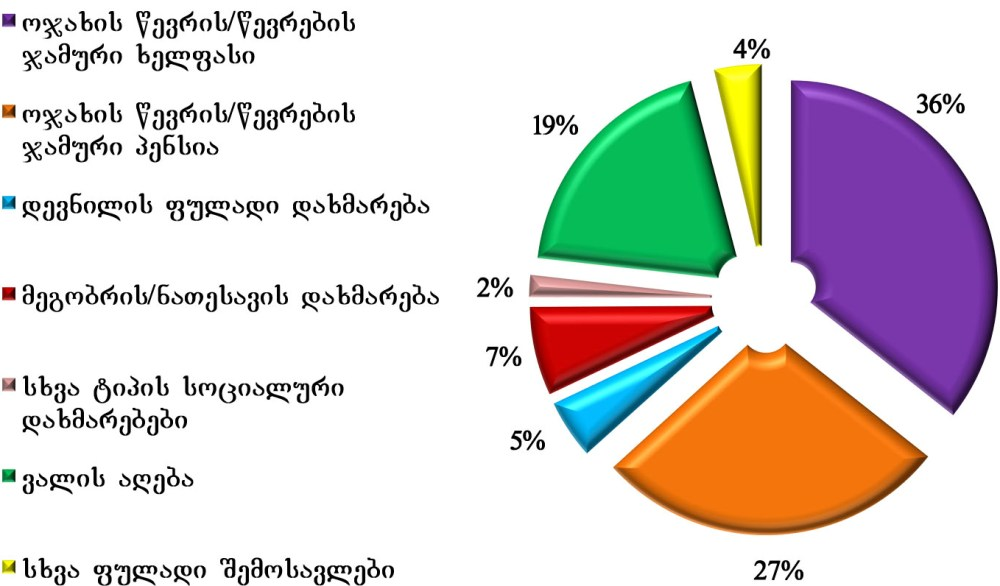 ოჯახის წევრის/წევრების
ჯამური ხელფასი
ოჯახის წევრის/წევრების
ჯამური პენსია
დევნილის ფულადი დახმარება
მეგობრის/ნათესავის დახმარება
სხვა ტიპის სოციალური
დახმარებები
ვალის აღება
სხვა ფულადი შემოსავლები
4%
36%
19%
2%
7%
5%
27%